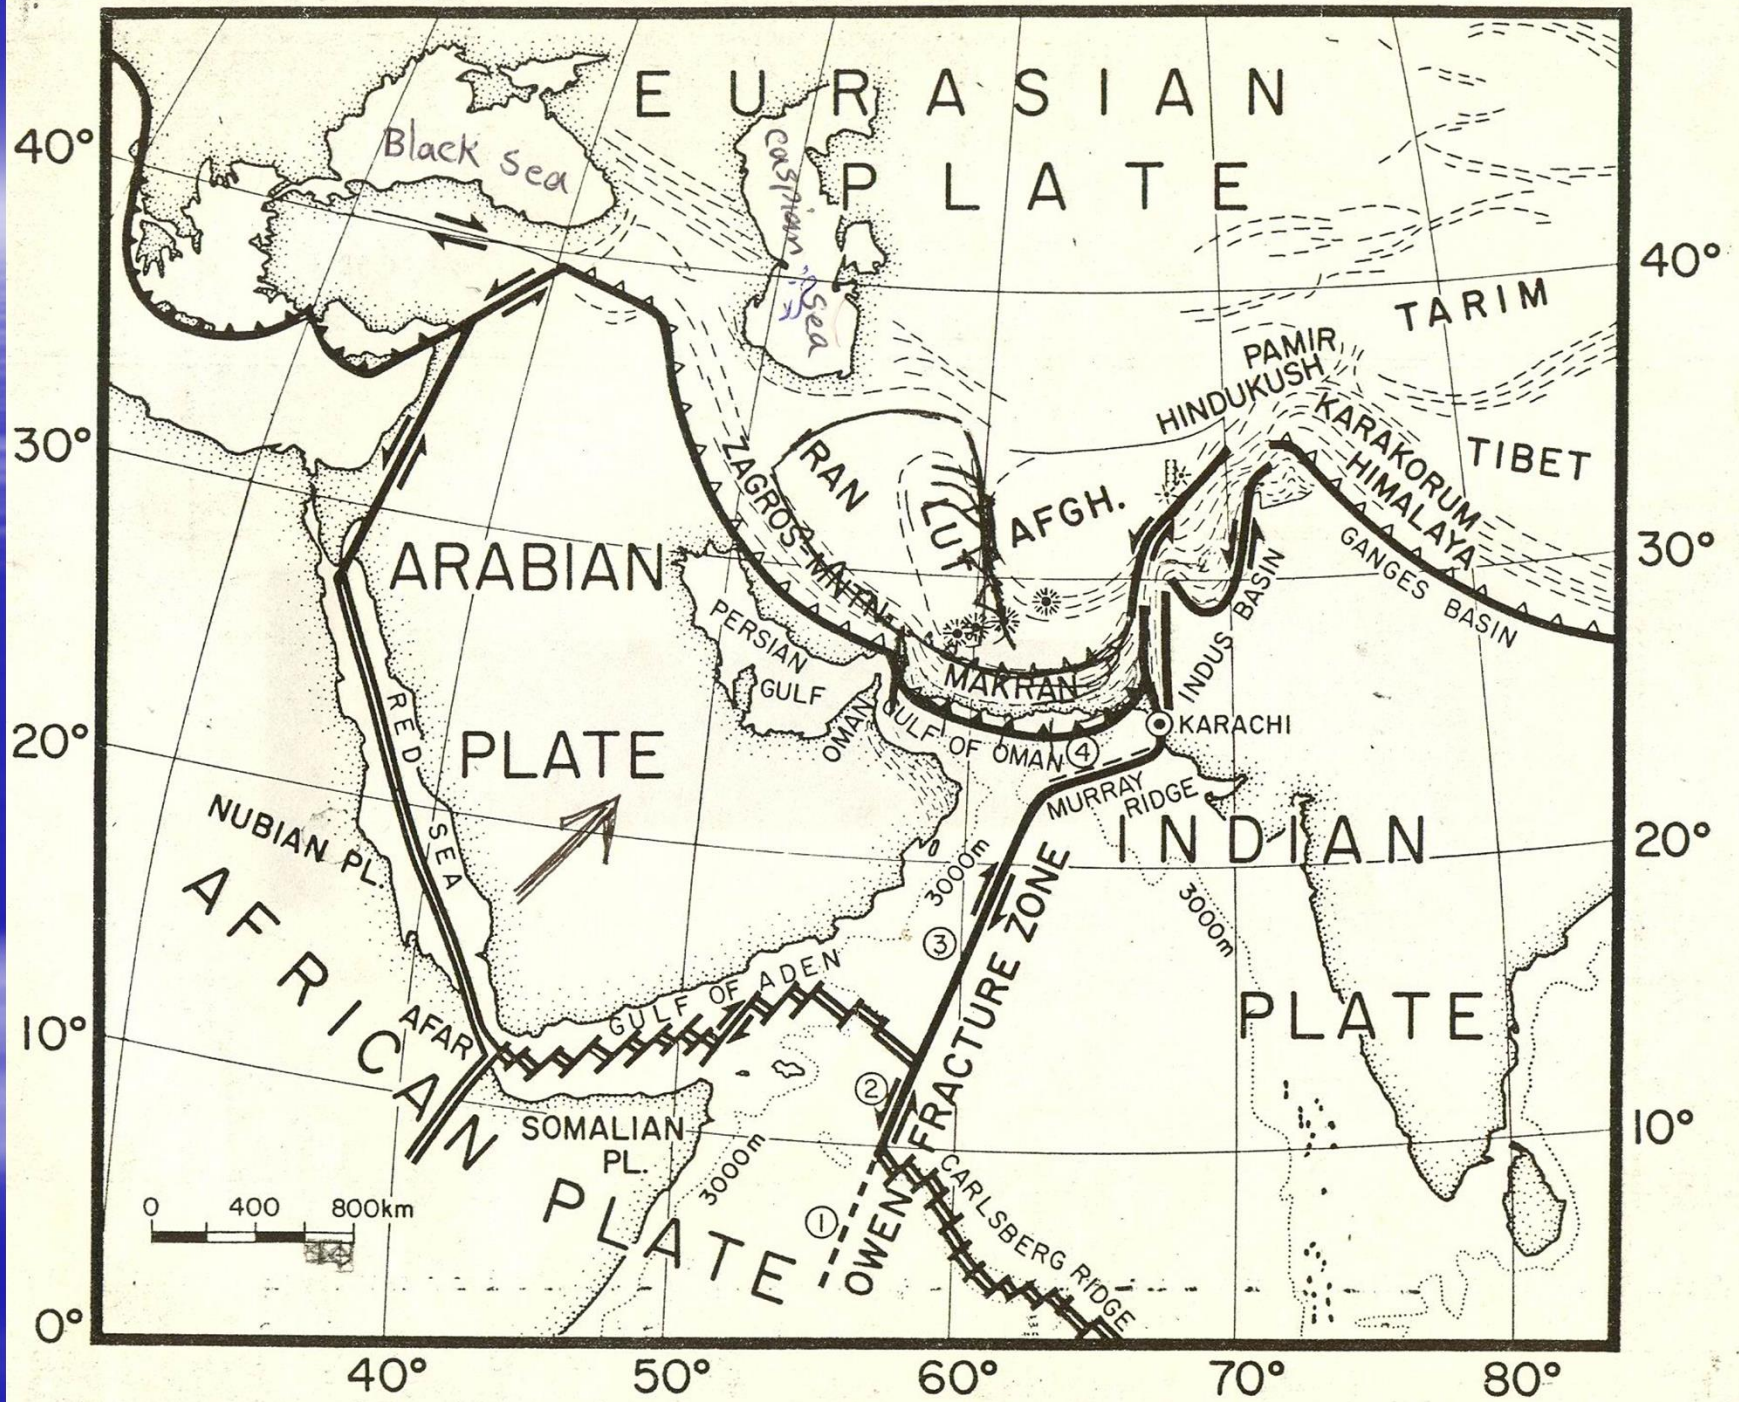 EURASIAN
PLATE
Black Sea
Caspian
sea
40°
40°
TARIM
PAMIR
HINDUKUSH
KARAKORUM
HIMALAYA
TIBET
30°
30°
IRAN
LUT
AFGH.
ZAGROS-MNTN.
GANGES BASIN
INDUS BASIN
ARABIAN
PLATE
PERSIAN
GULF
MAKRAN
OMAN
GULF OF OMAN
4
KARACHI
MURRAY
RIDGE
RED SEA
20°
20°
NUBIAN PL.
INDIAN
PLATE
3000m
3000m
3
AFRICAN
PLATE
GULF OF ADEN
AFAR
10°
10°
2
SOMALIAN
PL.
3000m
1
OWEN FRACTURE ZONE
CARLSBERG RIDGE
0 400 800km
0°
40° 50° 60° 70° 80°